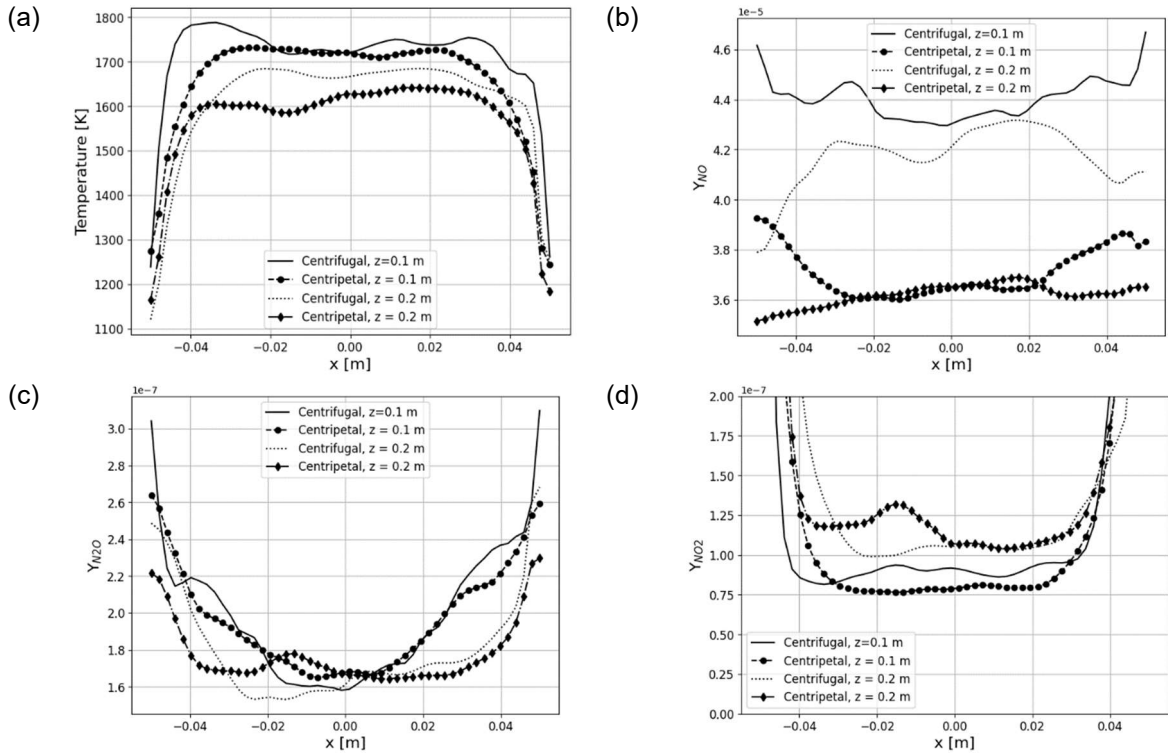 (a)
Temperature [K]
1800
1700
1600
1500
1400
1300
1200
1100
Centrifugal, z=0.1 m
Centripetal, z = 0.1 m
Centrifugal, z = 0.2 m
Centripetal, z = 0.2 m
−0.04 −0.02 0.00 0.02 0.04
x [m]
(b)
1e−5
Y_NO
4.6
4.4
4.2
4.0
3.8
3.6
Centrifugal, z=0.1 m
Centripetal, z = 0.1 m
Centrifugal, z = 0.2 m
Centripetal, z = 0.2 m
−0.04 −0.02 0.00 0.02 0.04
x [m]
(c)
1e−7
Y_N2O
3.0
2.8
2.6
2.4
2.2
2.0
1.8
1.6
Centrifugal, z=0.1 m
Centripetal, z = 0.1 m
Centrifugal, z = 0.2 m
Centripetal, z = 0.2 m
−0.04 −0.02 0.00 0.02 0.04
x [m]
(d)
1e−7
Y_NO2
2.00
1.75
1.50
1.25
1.00
0.75
0.50
0.25
0.00
Centrifugal, z=0.1 m
Centripetal, z = 0.1 m
Centrifugal, z = 0.2 m
Centripetal, z = 0.2 m
−0.04 −0.02 0.00 0.02 0.04
x [m]